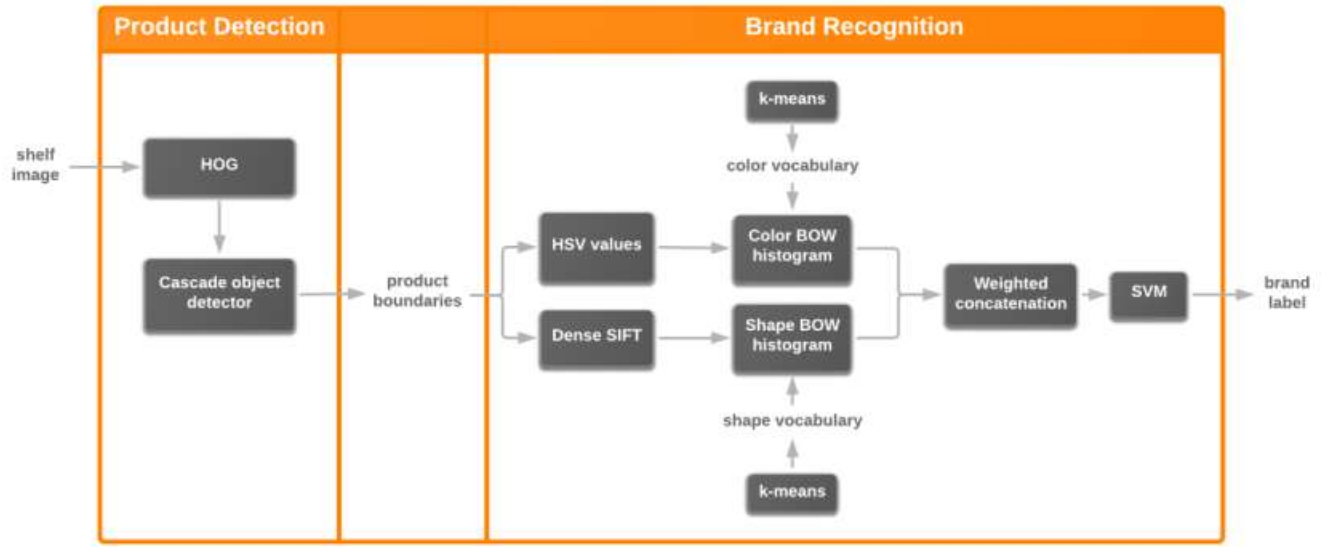 Product Detection
Brand Recognition
k-means
shelf
image
HOG
color vocabulary
HSV values
Color BOW
histogram
Cascade object
detector
product
boundaries
Weighted
concatenation
SVM
brand
label
Dense SIFT
Shape BOW
histogram
shape vocabulary
k-means